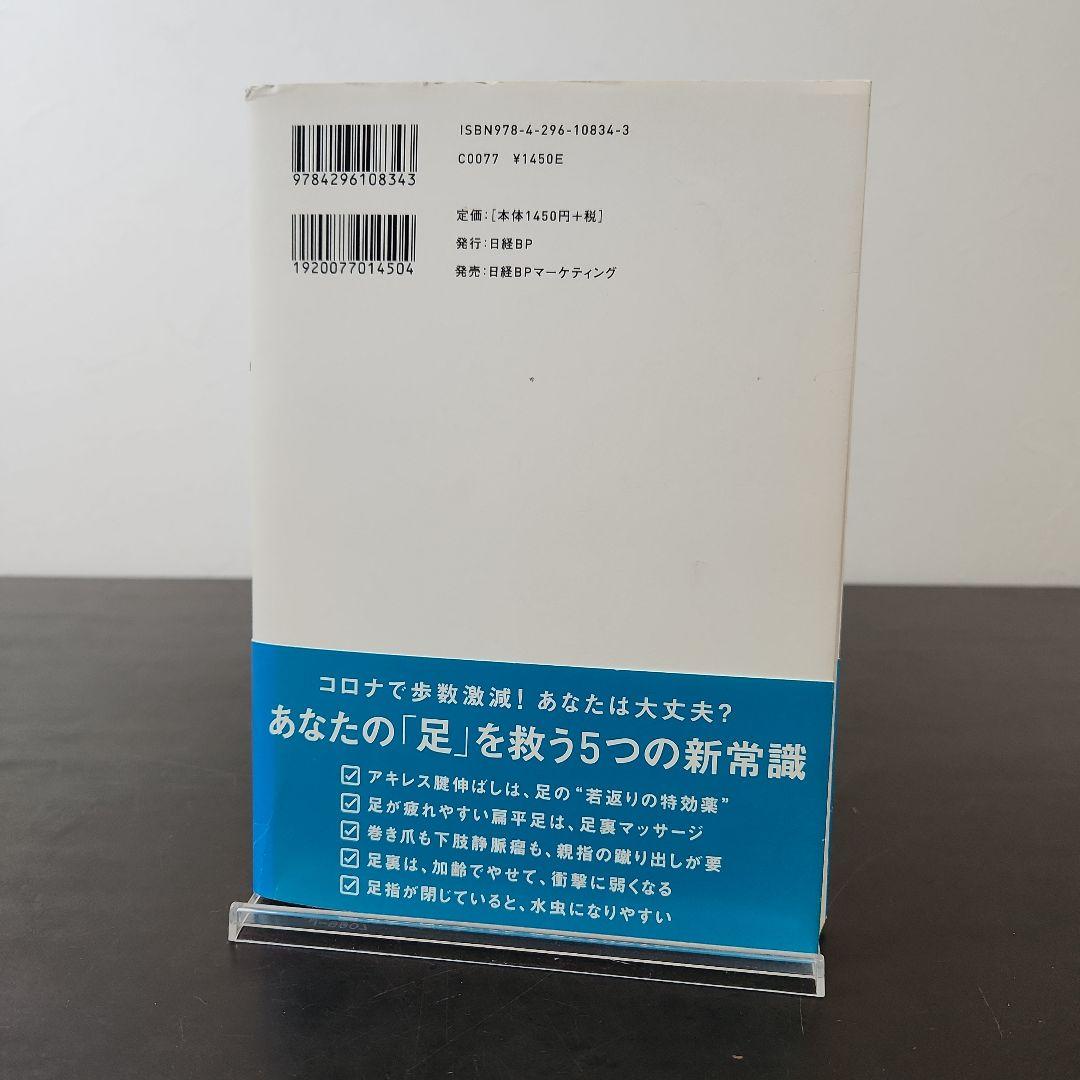 ISBN978-4-296-10834-3
C0077 ¥1450E
9784296108343
定価：[本体1450円＋税]
発行：日経BP
発売：日経BPマーケティング
1920077014504
コロナで歩数激減！ あなたは大丈夫？
あなたの「足」を救う5つの新常識
アキレス腱伸ばしは、足の“若返りの特効薬”
足が疲れやすい扁平足は、足裏マッサージ
巻き爪も下肢静脈瘤も、親指の蹴り出しが要
足裏は、加齢でやせて、衝撃に弱くなる
足指が閉じていると、水虫になりやすい